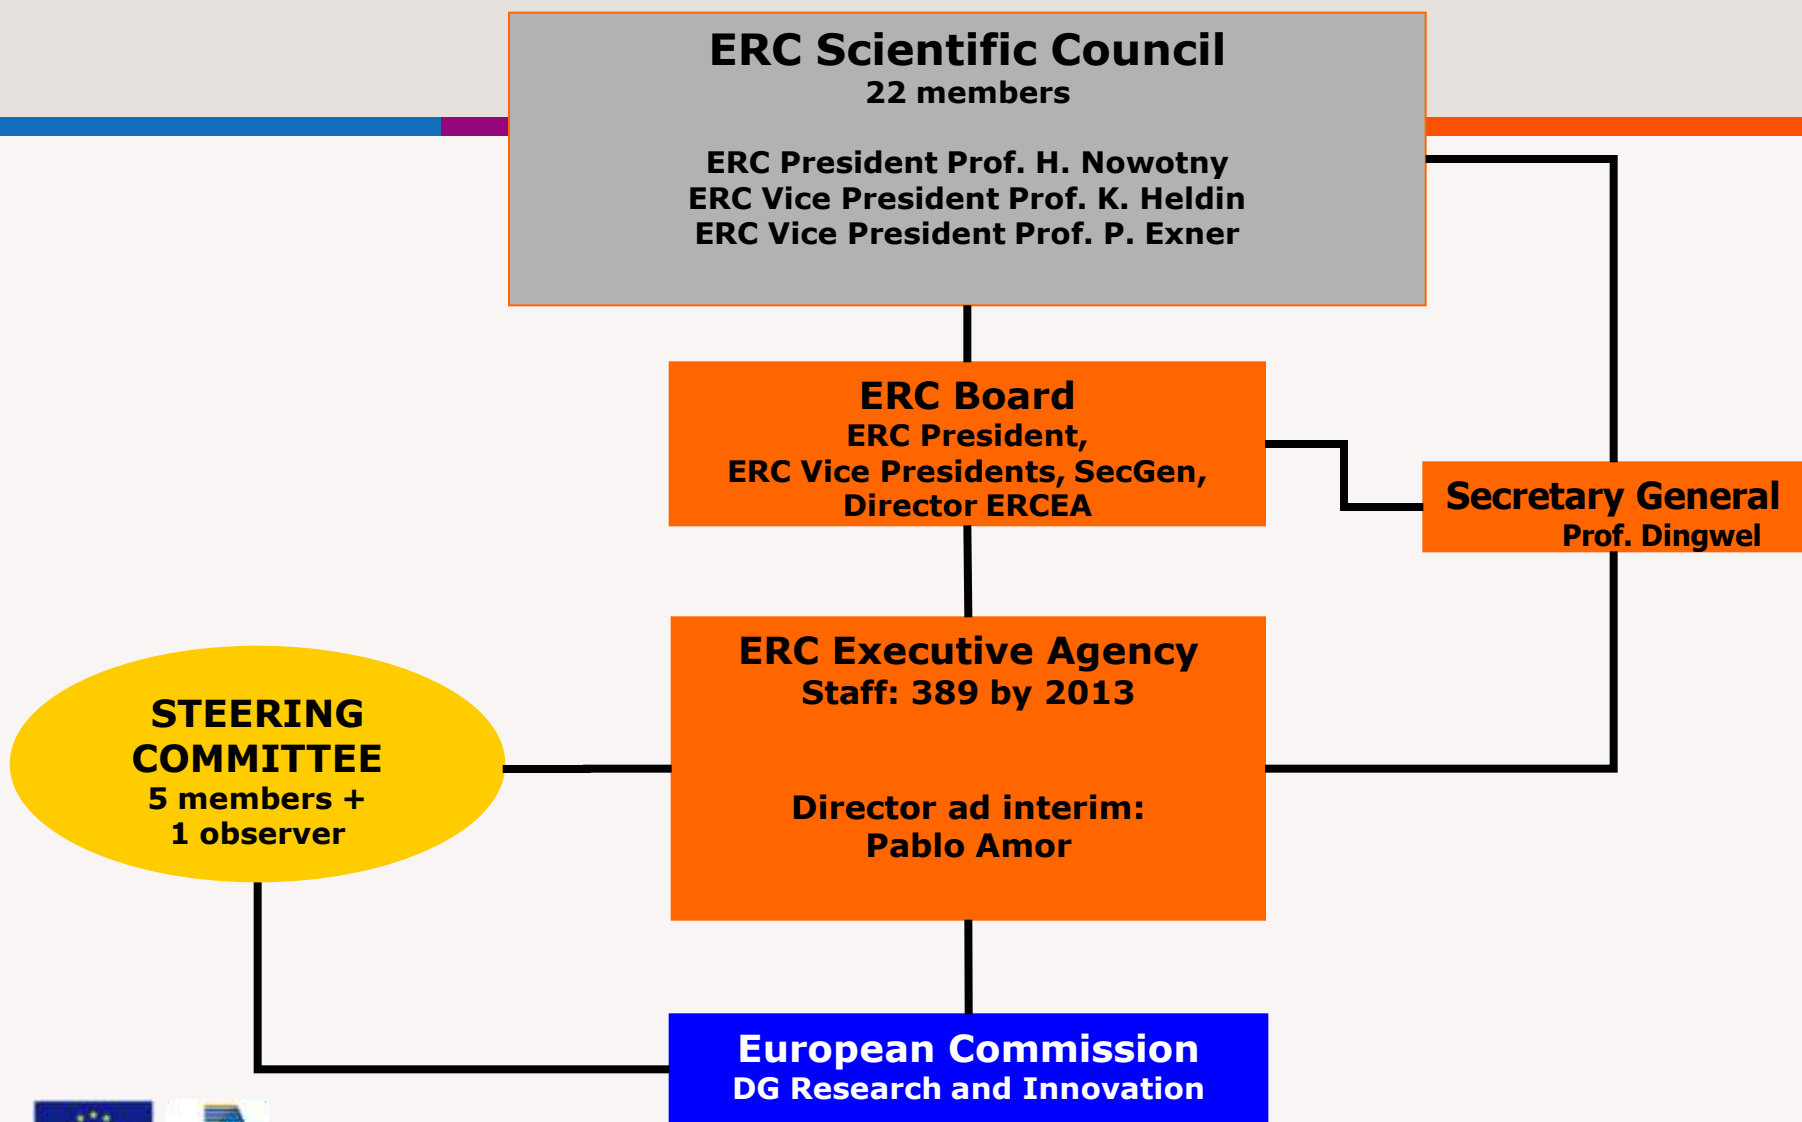 ERC Scientific Council
22 members
ERC President Prof. H. Nowotny
ERC Vice President Prof. K. Heldin
ERC Vice President Prof. P. Exner
ERC Board
ERC President,
ERC Vice Presidents, SecGen,
Director ERCEA
Secretary General
Prof. Dingwel
ERC Executive Agency
Staff: 389 by 2013
Director ad interim:
Pablo Amor
STEERING
COMMITTEE
5 members +
1 observer
European Commission
DG Research and Innovation